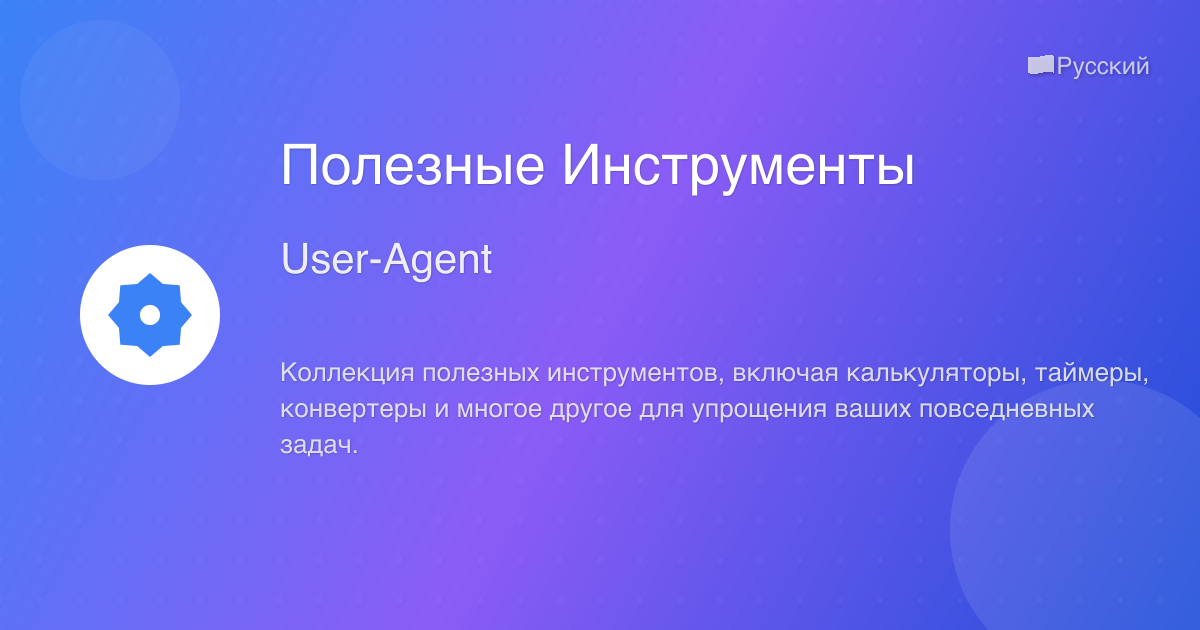 Русский
Полезные Инструменты
User-Agent
Коллекция полезных инструментов, включая калькуляторы, таймеры,
конвертеры и многое другое для упрощения ваших повседневных
задач.